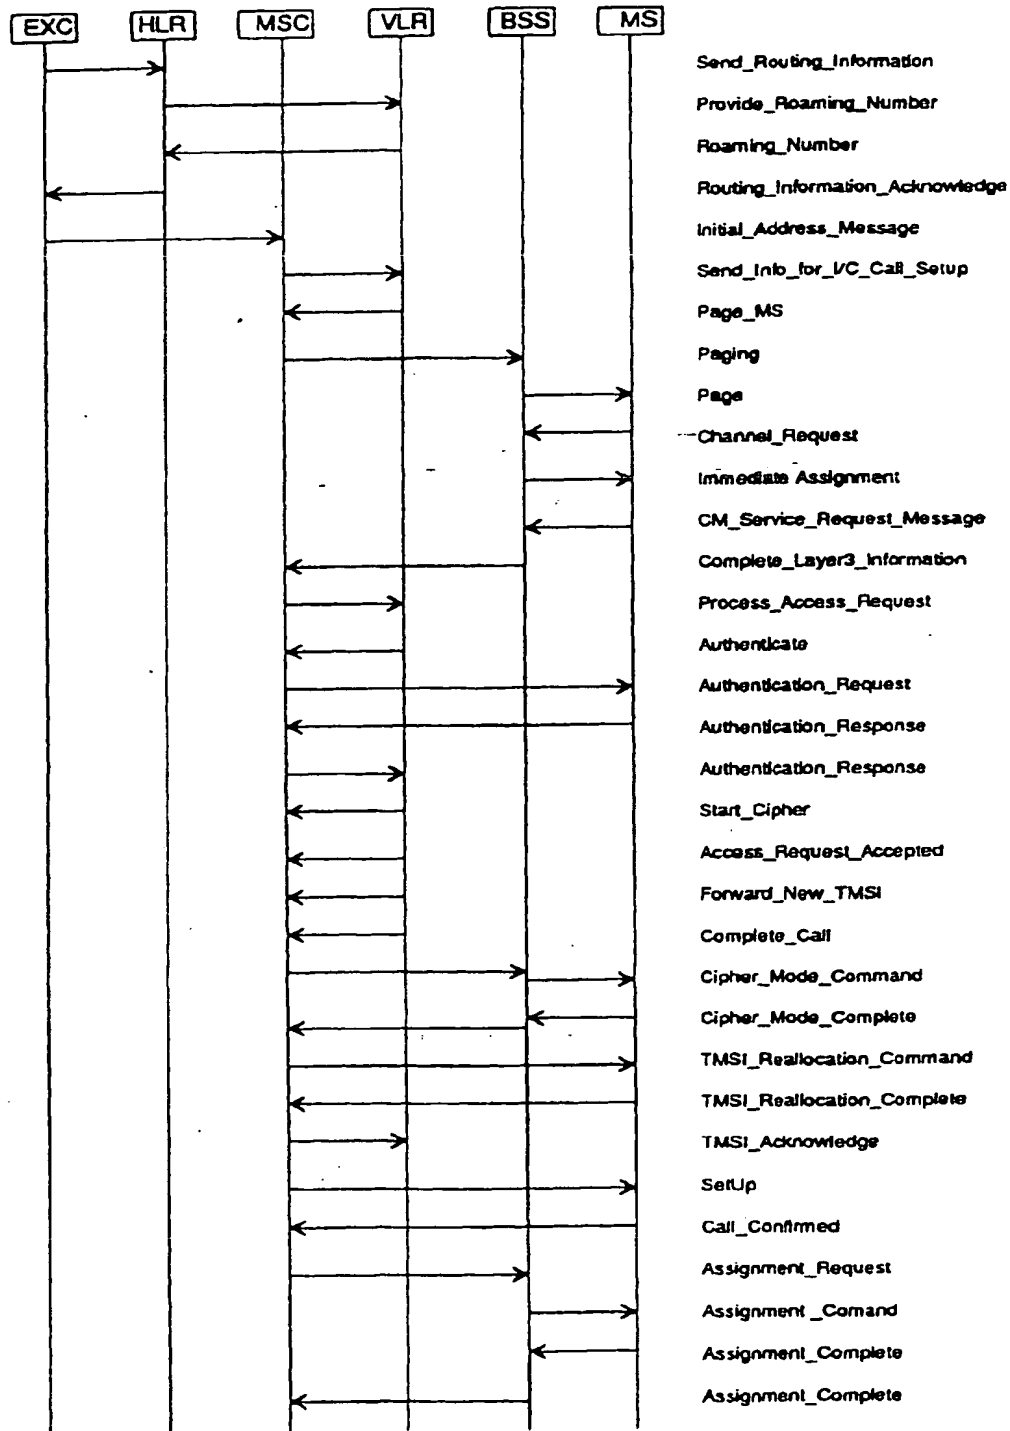 EXC HLR MSC VLR BSS MS
Send_Routing_Information
Provide_Roaming_Number
Roaming_Number
Routing_Information_Acknowledge
Initial_Address_Message
Send_Info_for_I/C_Call_Setup
Page_MS
Paging
Page
Channel_Request
Immediate Assignment
CM_Service_Request_Message
Complete_Layer3_Information
Process_Access_Request
Authenticate
Authentication_Request
Authentication_Response
Authentication_Response
Start_Cipher
Access_Request_Accepted
Forward_New_TMSI
Complete_Call
Cipher_Mode_Command
Cipher_Mode_Complete
TMSI_Reallocation_Command
TMSI_Reallocation_Complete
TMSI_Acknowledge
SetUp
Call_Confirmed
Assignment_Request
Assignment _Comand
Assignment_Complete
Assignment_Complete